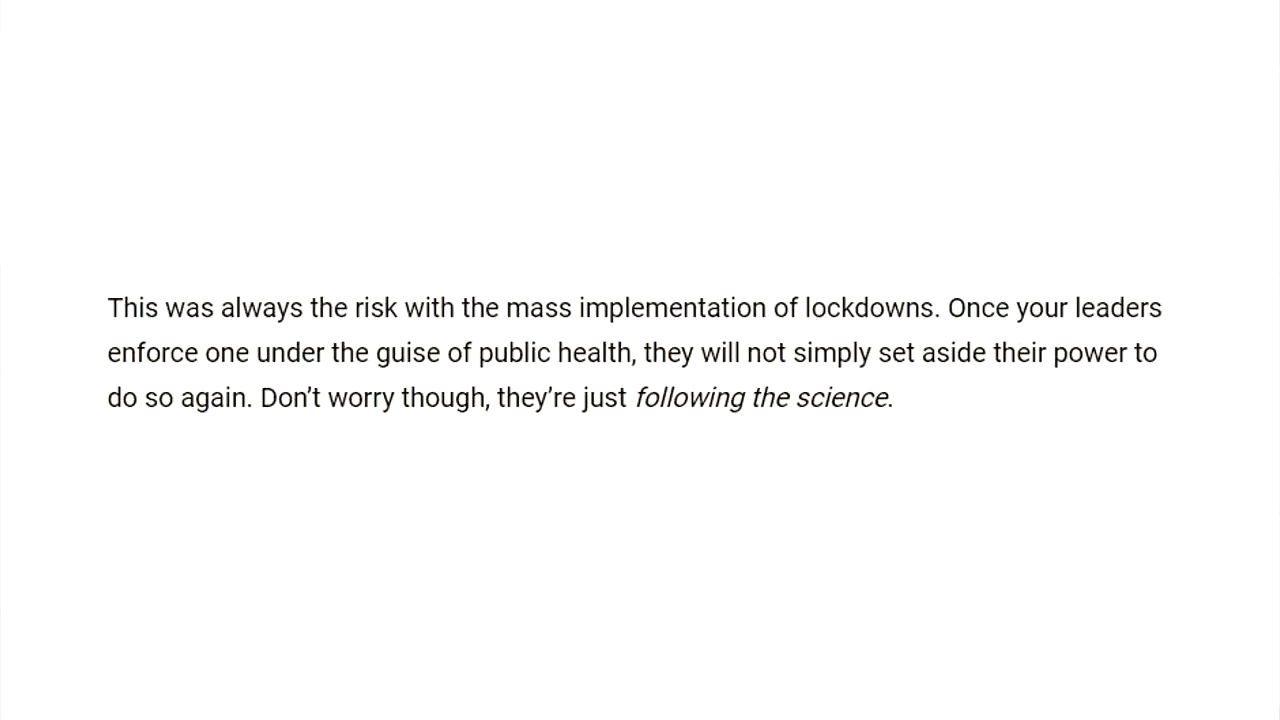 This was always the risk with the mass implementation of lockdowns. Once your leaders
enforce one under the guise of public health, they will not simply set aside their power to
do so again. Don’t worry though, they’re just following the science.